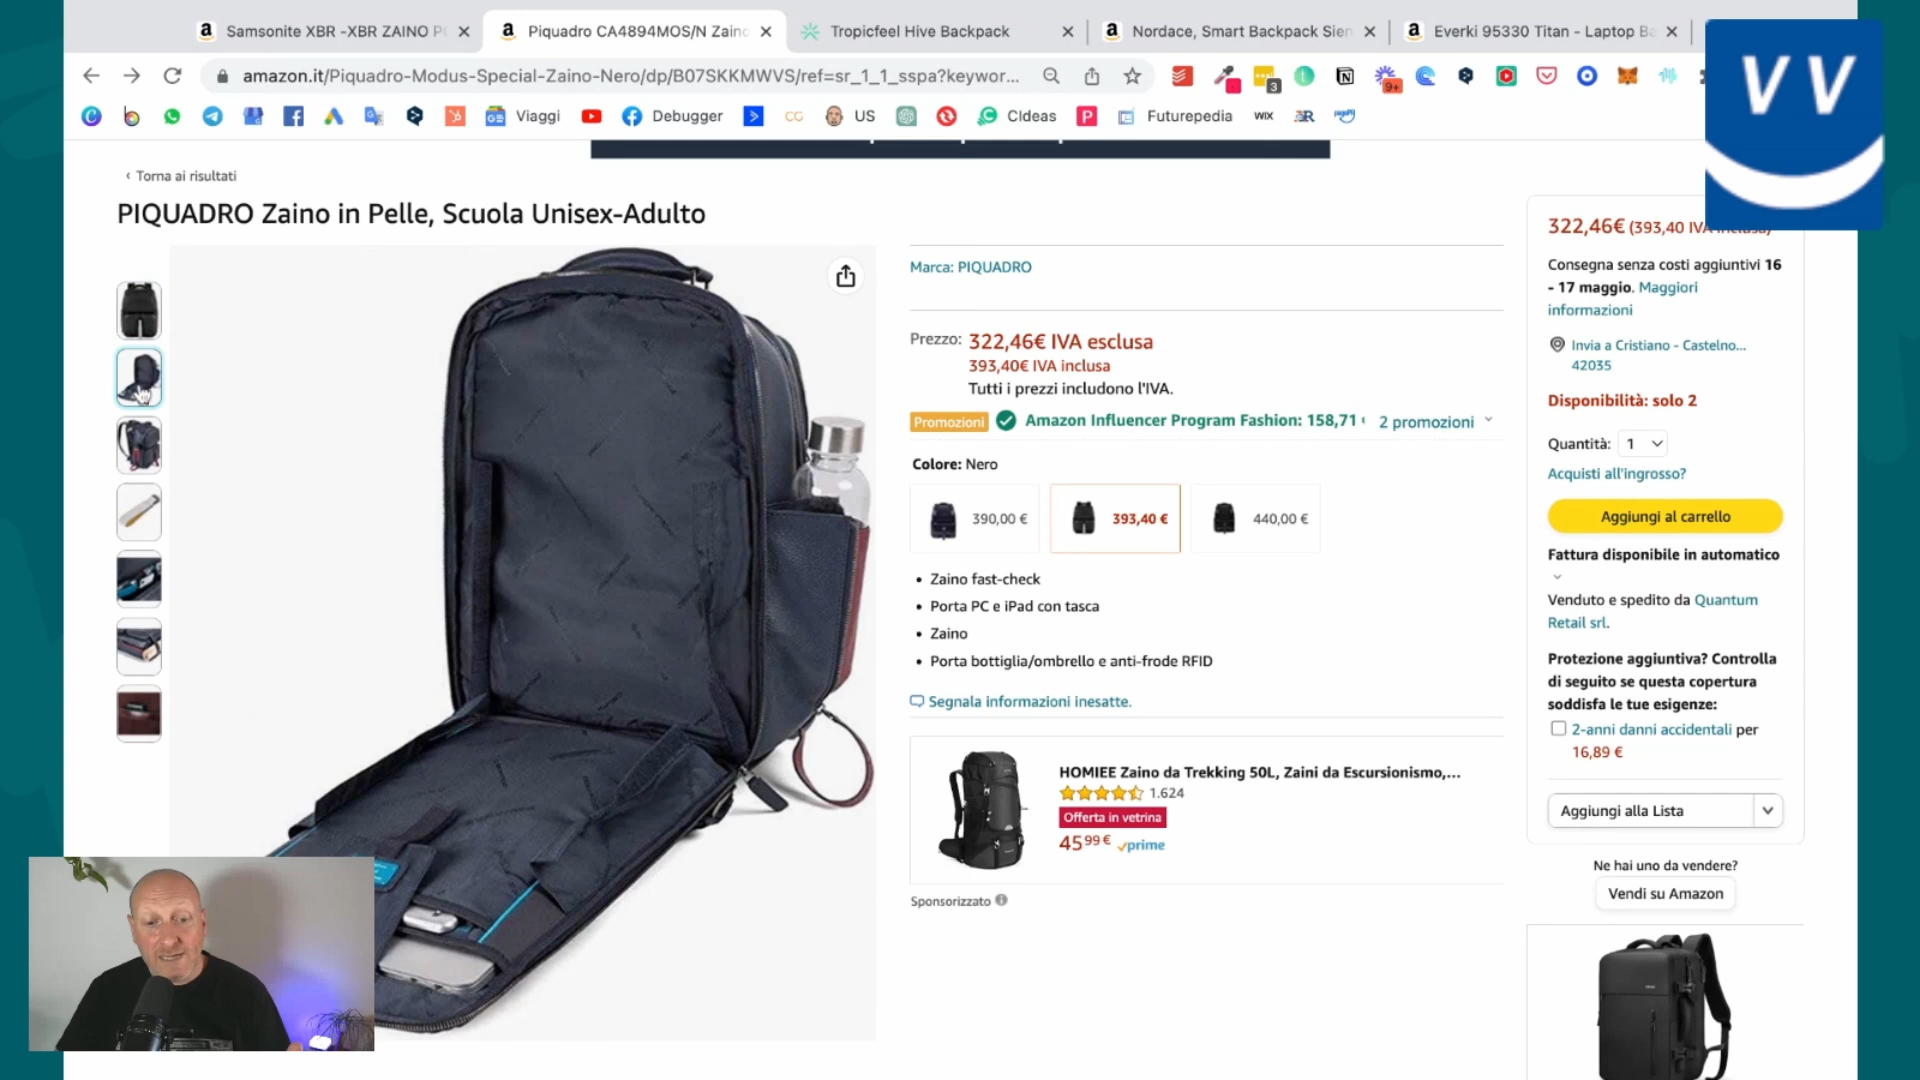 Samsonite XBR -XBR ZAINO P
Piquadro CA4894MOS/N Zaino
Tropicfeel Hive Backpack
Nordace, Smart Backpack Sien
Everki 95330 Titan - Laptop Ba
amazon.it/Piquadro-Modus-Special-Zaino-Nero/dp/B07SKKMWVS/ref=sr_1_1_sspa?keywor...
3
9+
Viaggi
Debugger
CG
US
CIdeas
Futurepedia
WIX
VV
‹ Torna ai risultati
PIQUADRO Zaino in Pelle, Scuola Unisex-Adulto
Marca: PIQUADRO
Prezzo: 322,46€ IVA esclusa
393,40€ IVA inclusa
Tutti i prezzi includono l'IVA.
Promozioni Amazon Influencer Program Fashion: 158,71 2 promozioni
Colore: Nero
390,00 €
393,40 €
440,00 €
• Zaino fast-check
• Porta PC e iPad con tasca
• Zaino
• Porta bottiglia/ombrello e anti-frode RFID
Segnala informazioni inesatte.
HOMIEE Zaino da Trekking 50L, Zaini da Escursionismo,...
1.624
Offerta in vetrina
45 99 € prime
Sponsorizzato
322,46€ (393,40 IVA inclusa)
Consegna senza costi aggiuntivi 16
- 17 maggio. Maggiori
informazioni
Invia a Cristiano - Castelno...
42035
Disponibilità: solo 2
Quantità: 1
Acquisti all'ingrosso?
Aggiungi al carrello
Fattura disponibile in automatico
Venduto e spedito da Quantum
Retail srl.
Protezione aggiuntiva? Controlla
di seguito se questa copertura
soddisfa le tue esigenze:
2-anni danni accidentali per
16,89 €
Aggiungi alla Lista
Ne hai uno da vendere?
Vendi su Amazon